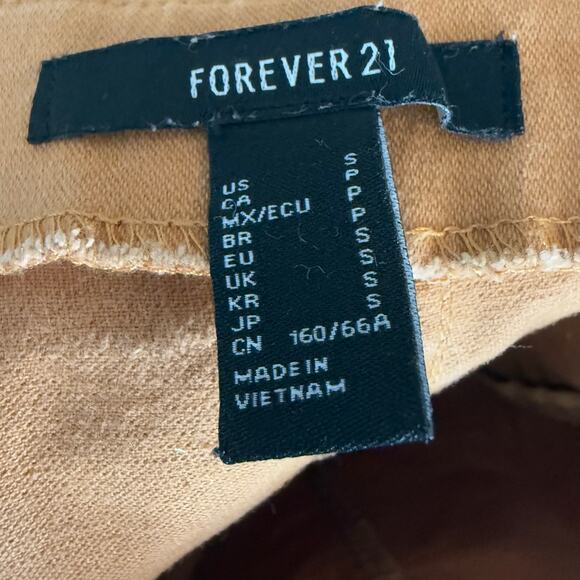 FOREVER 21
US S
CA P
MX/ECU P
BR P
EU S
UK S
KR S
JP S
CN 160/66A
MADE IN
VIETNAM